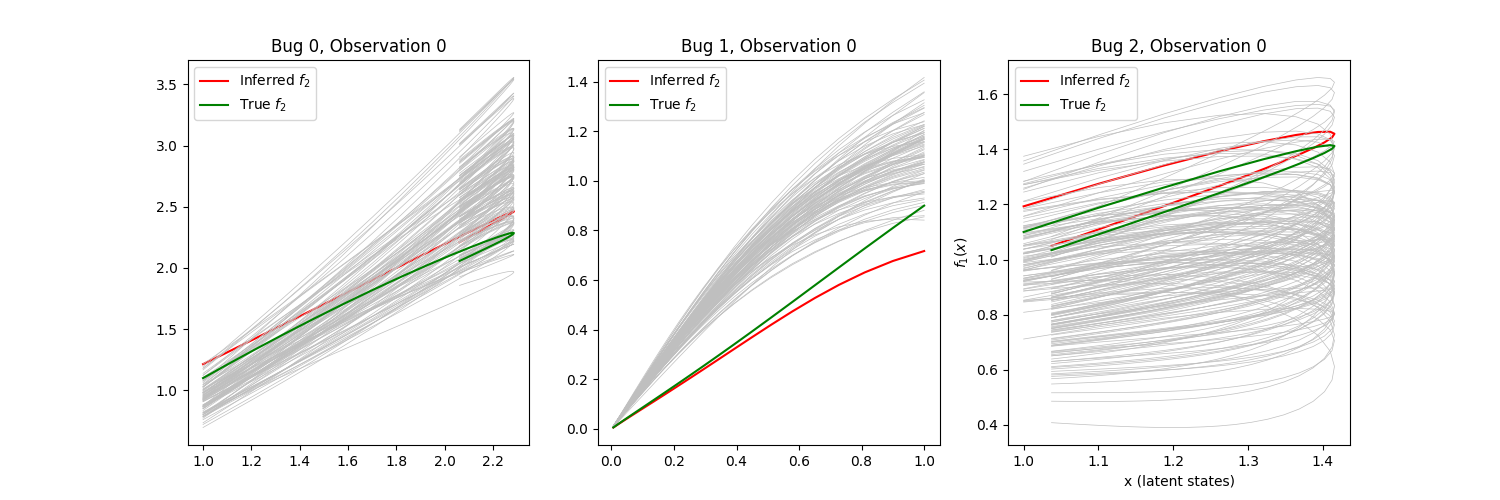 Bug 0, Observation 0
Inferred f₂
True f₂
3.5
3.0
2.5
2.0
1.5
1.0
1.0 1.2 1.4 1.6 1.8 2.0 2.2
Bug 1, Observation 0
Inferred f₂
True f₂
1.4
1.2
1.0
0.8
0.6
0.4
0.2
0.0
0.0 0.2 0.4 0.6 0.8 1.0
Bug 2, Observation 0
Inferred f₂
True f₂
1.6
1.4
1.2
1.0
0.8
0.6
0.4
f₁(x)
1.0 1.1 1.2 1.3 1.4
x (latent states)